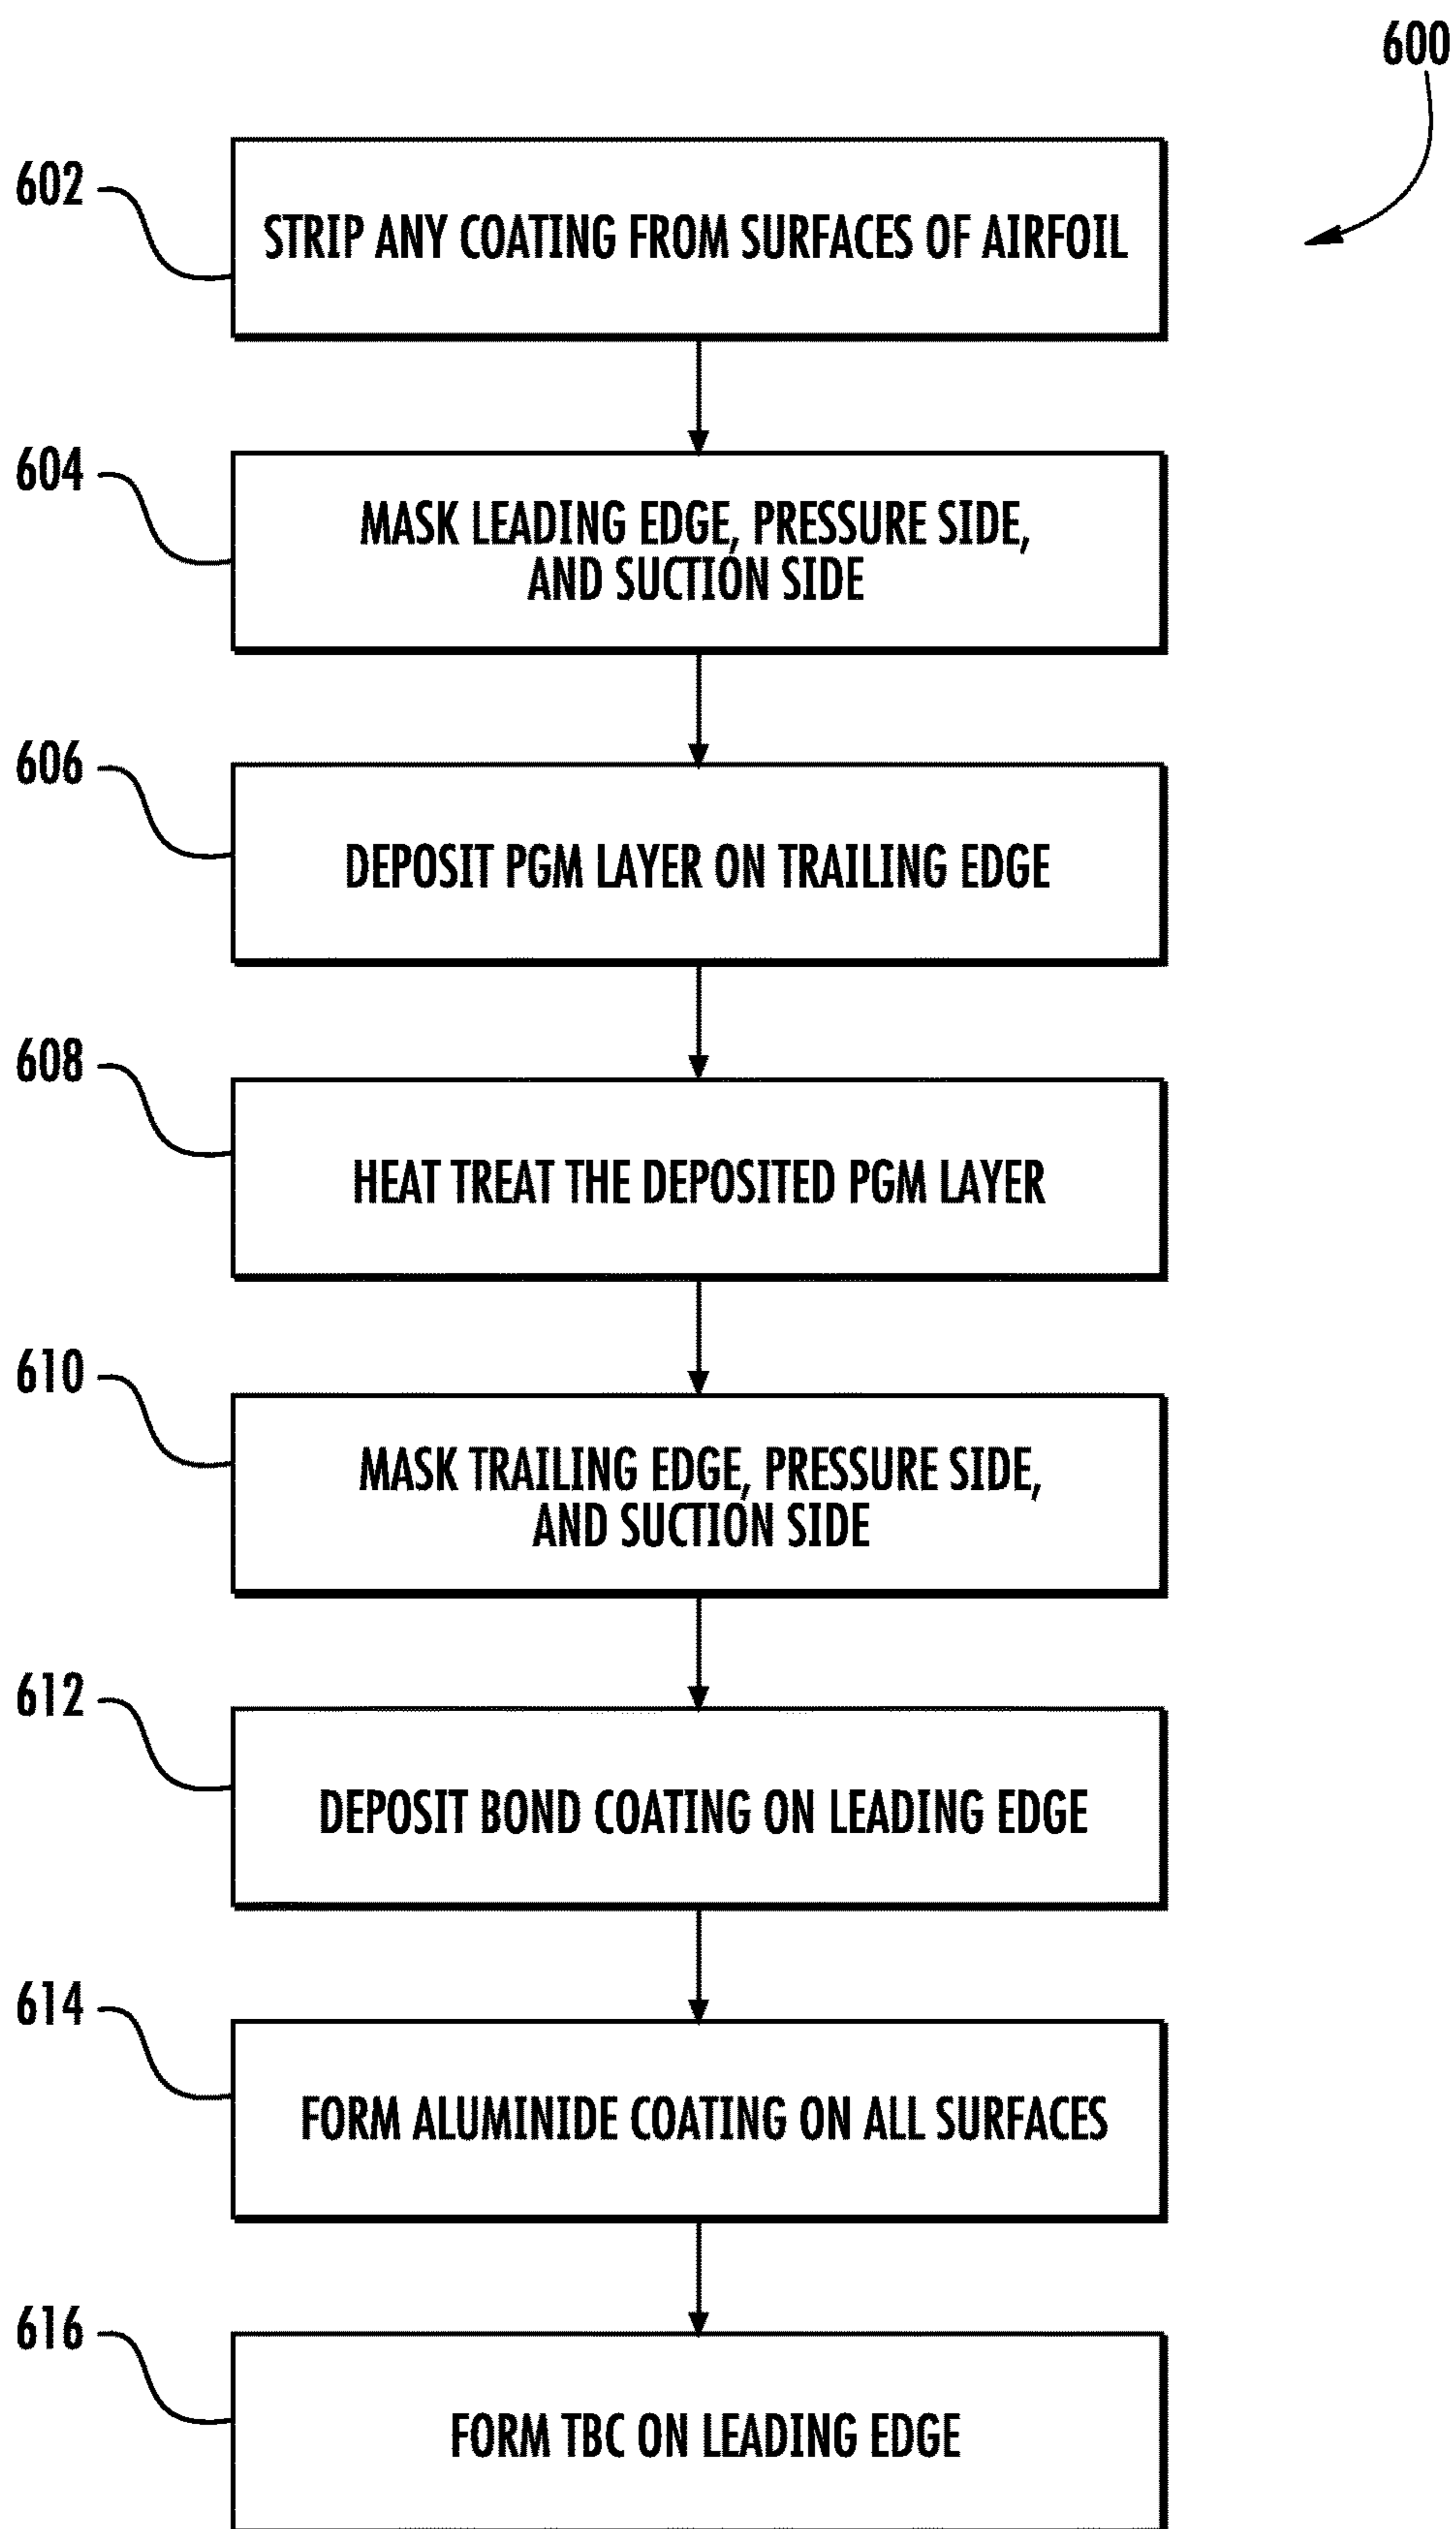 600
602
STRIP ANY COATING FROM SURFACES OF AIRFOIL
604
MASK LEADING EDGE, PRESSURE SIDE,
AND SUCTION SIDE
606
DEPOSIT PGM LAYER ON TRAILING EDGE
608
HEAT TREAT THE DEPOSITED PGM LAYER
610
MASK TRAILING EDGE, PRESSURE SIDE,
AND SUCTION SIDE
612
DEPOSIT BOND COATING ON LEADING EDGE
614
FORM ALUMINIDE COATING ON ALL SURFACES
616
FORM TBC ON LEADING EDGE